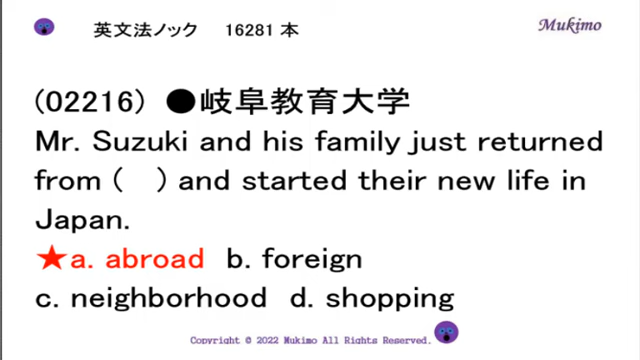 英文法ノック 16281 本
Mukimo
(02216) ●岐阜教育大学
Mr. Suzuki and his family just returned
from ( ) and started their new life in
Japan.
★a. abroad b. foreign
c. neighborhood d. shopping
Copyright © 2022 Mukimo All Rights Reserved.